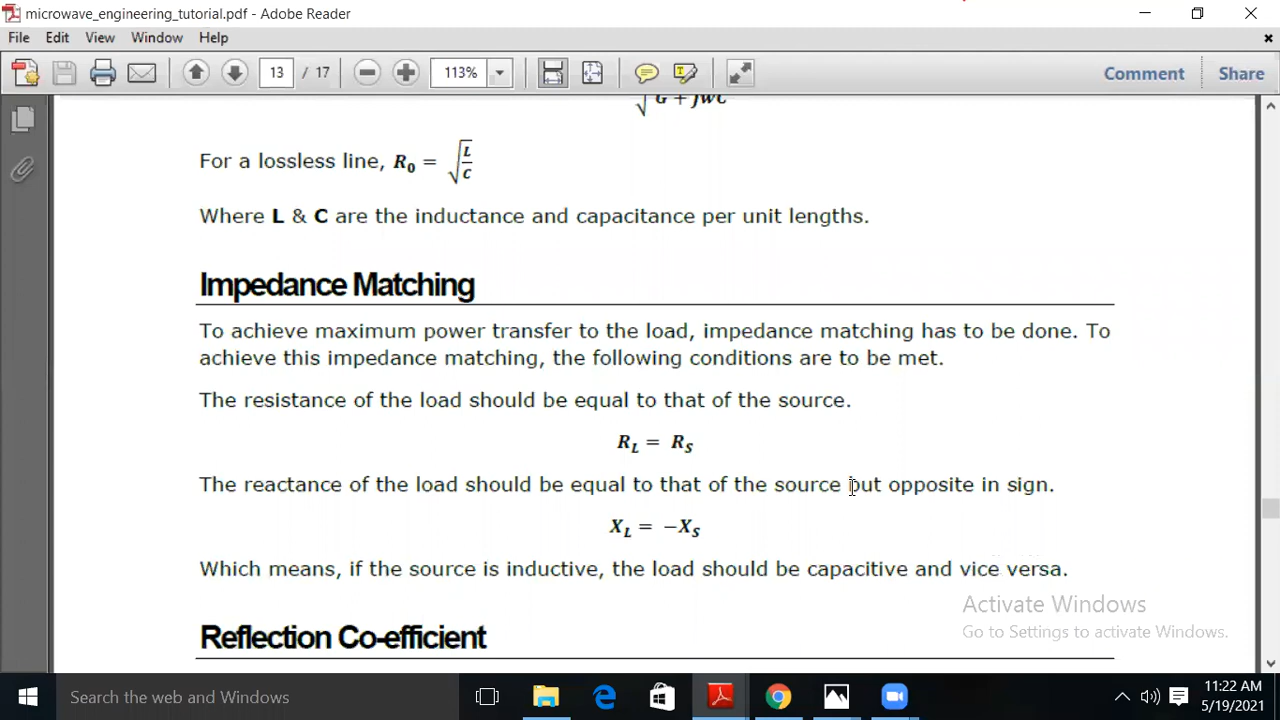 microwave_engineering_tutorial.pdf - Adobe Reader
File Edit View Window Help
13 / 17 113% Comment Share
√ G + jwC
For a lossless line, R₀ = √L/C
Where L & C are the inductance and capacitance per unit lengths.
Impedance Matching
To achieve maximum power transfer to the load, impedance matching has to be done. To
achieve this impedance matching, the following conditions are to be met.
The resistance of the load should be equal to that of the source.
R_L = R_S
The reactance of the load should be equal to that of the source but opposite in sign.
X_L = −X_S
Which means, if the source is inductive, the load should be capacitive and vice versa.
Activate Windows
Go to Settings to activate Windows.
Reflection Co-efficient
Search the web and Windows
11:22 AM
5/19/2021